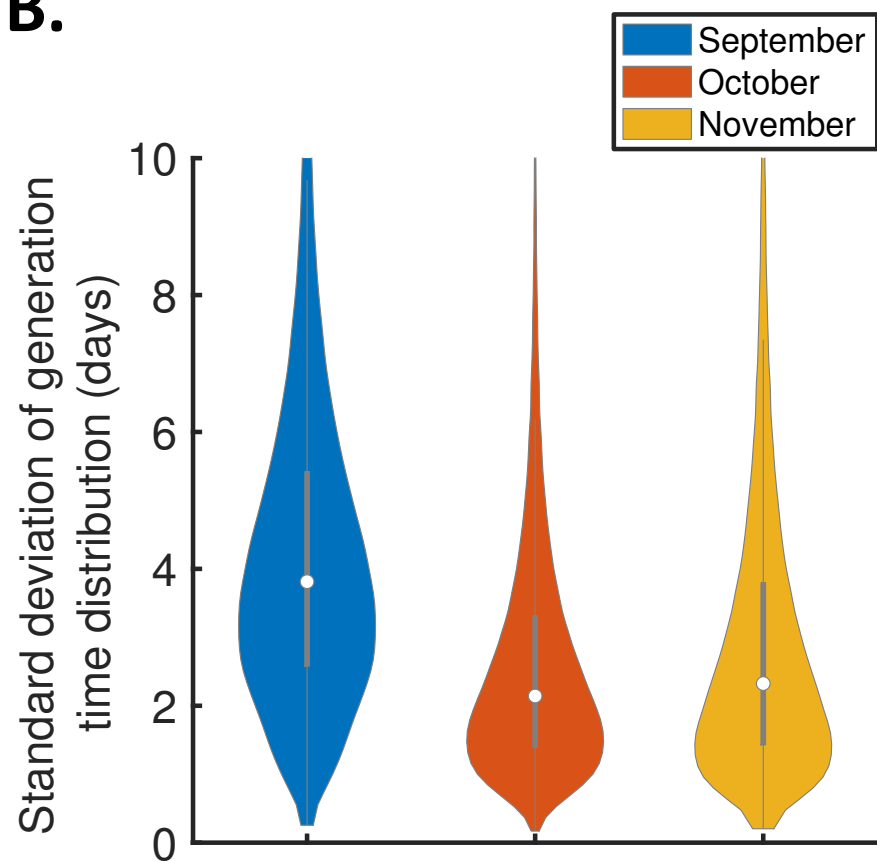 B.
September
October
November
Standard deviation of generation
time distribution (days)
10
8
6
4
2
0